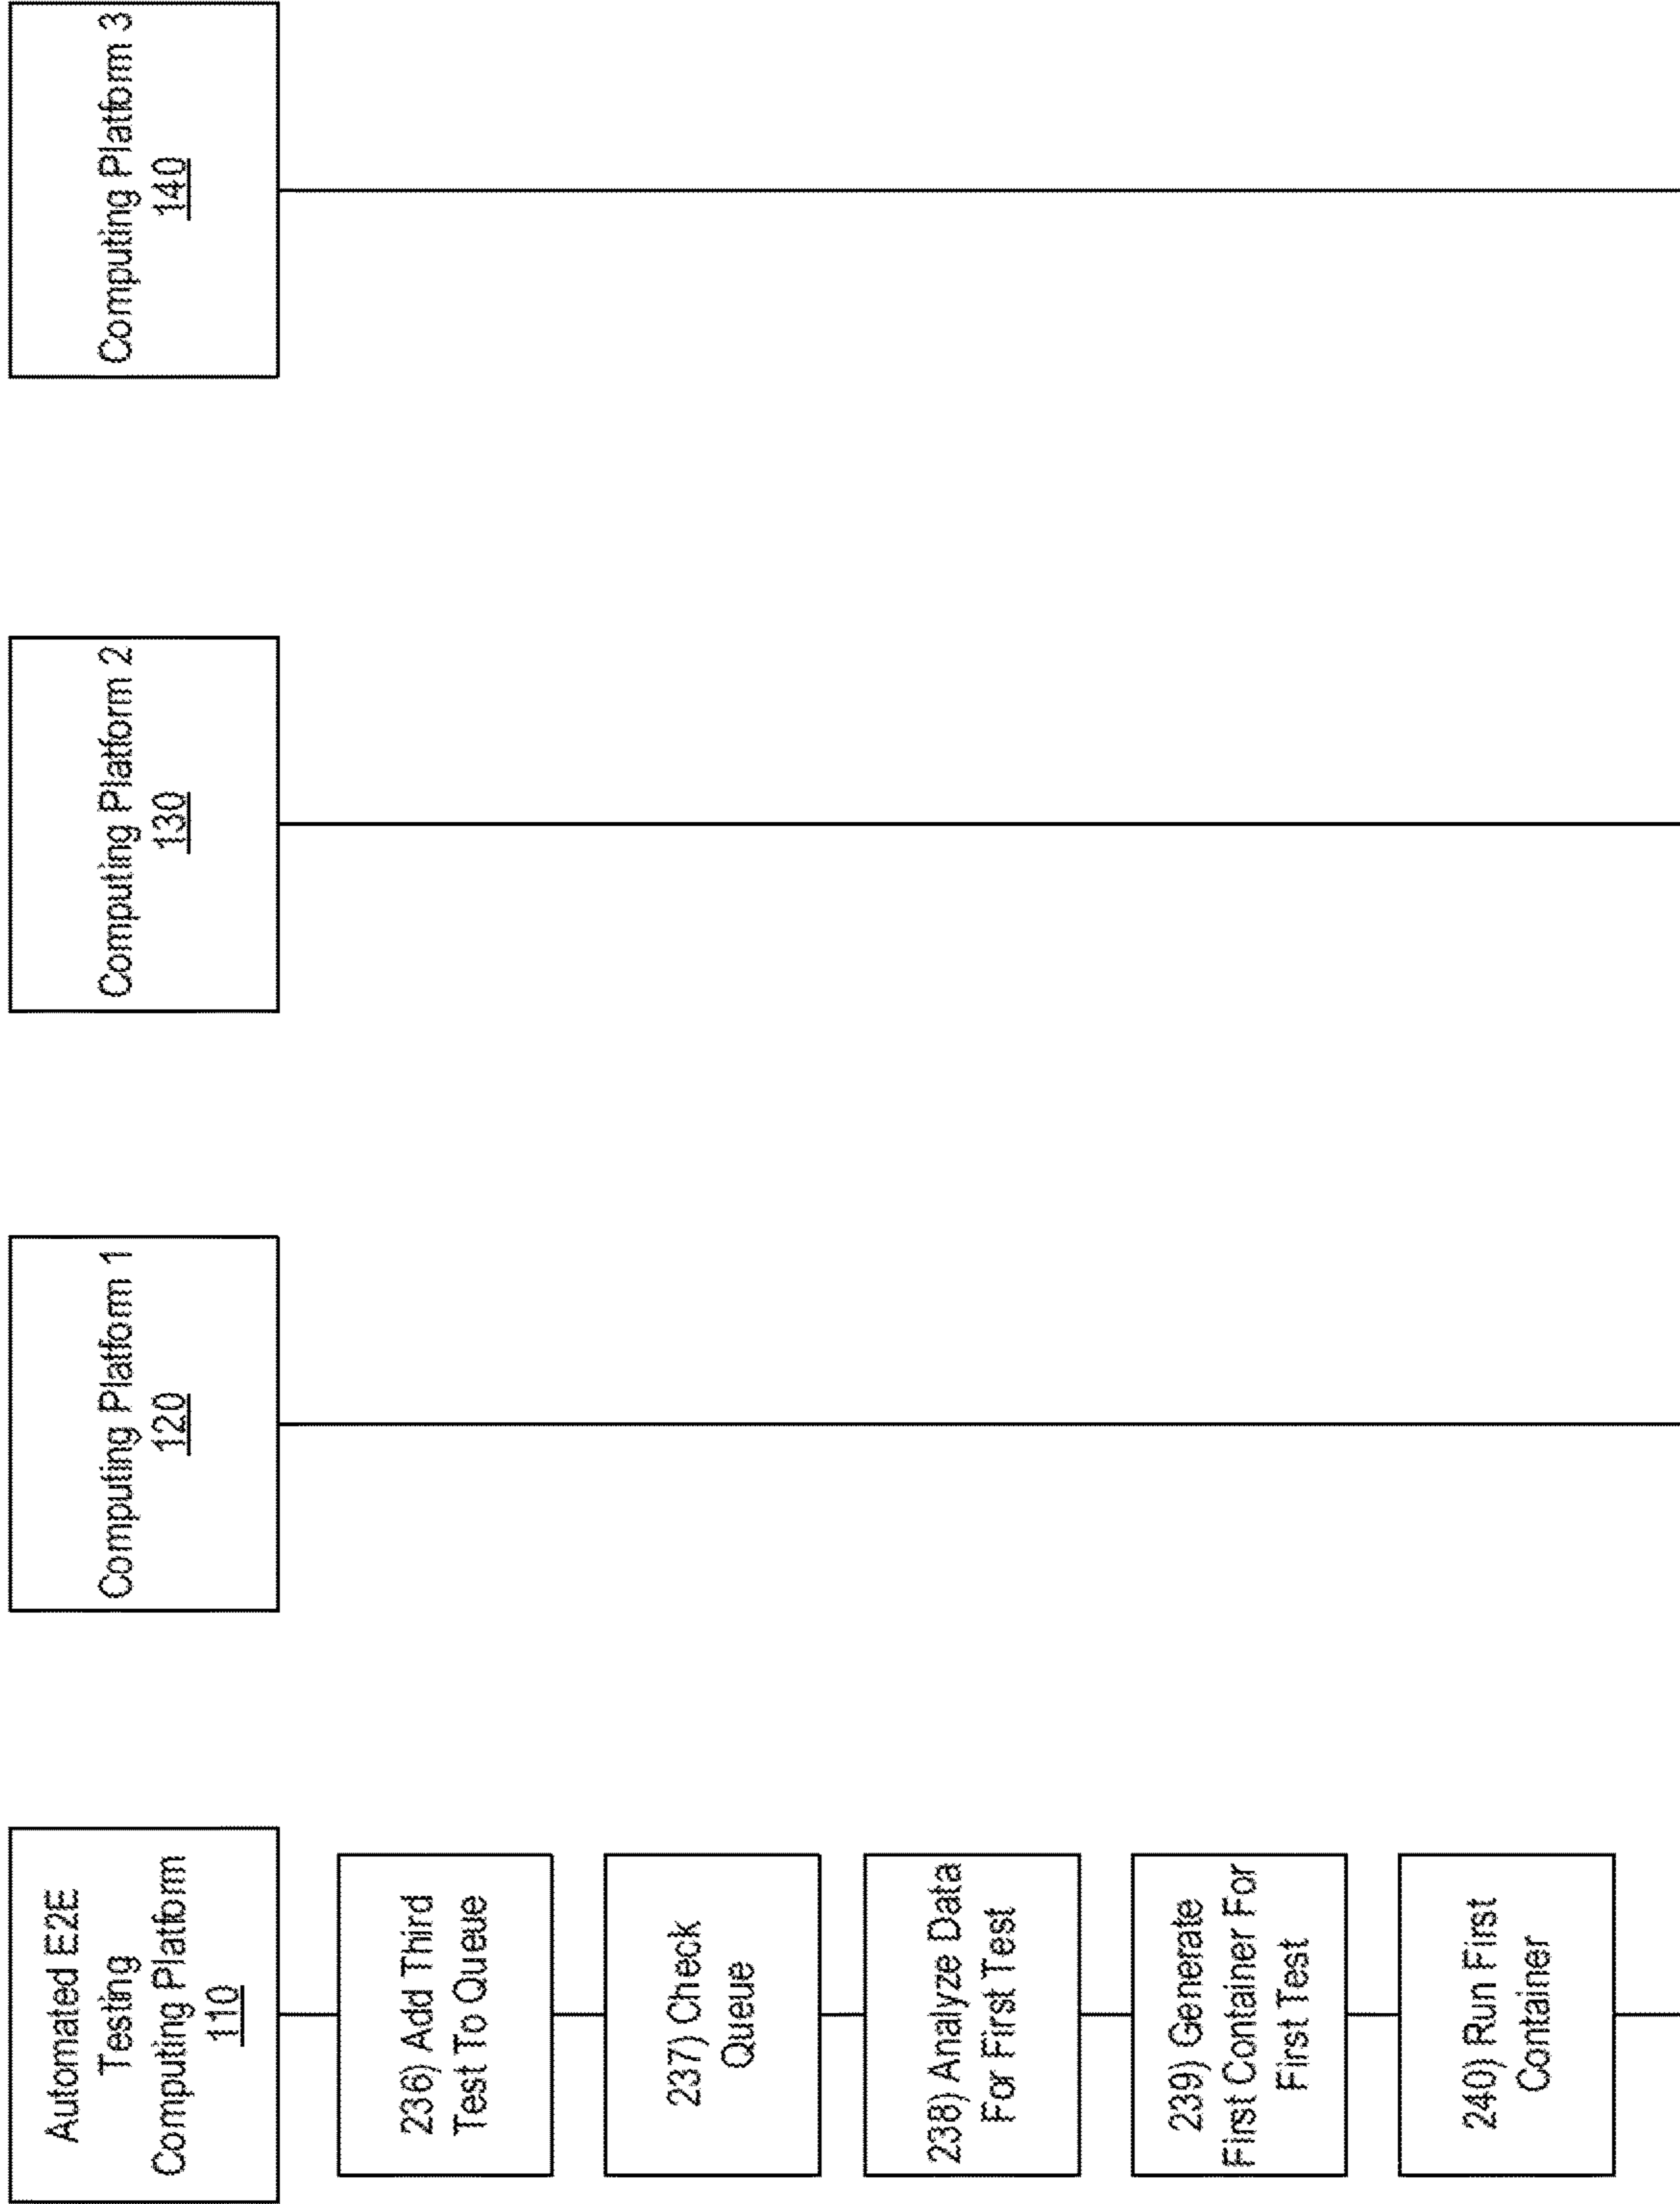 Automated E2E
Testing
Computing Platform
110
Computing Platform 1
120
Computing Platform 2
130
Computing Platform 3
140
236) Add Third
Test To Queue
237) Check
Queue
238) Analyze Data
For First Test
239) Generate
First Container For
First Test
240) Run First
Container